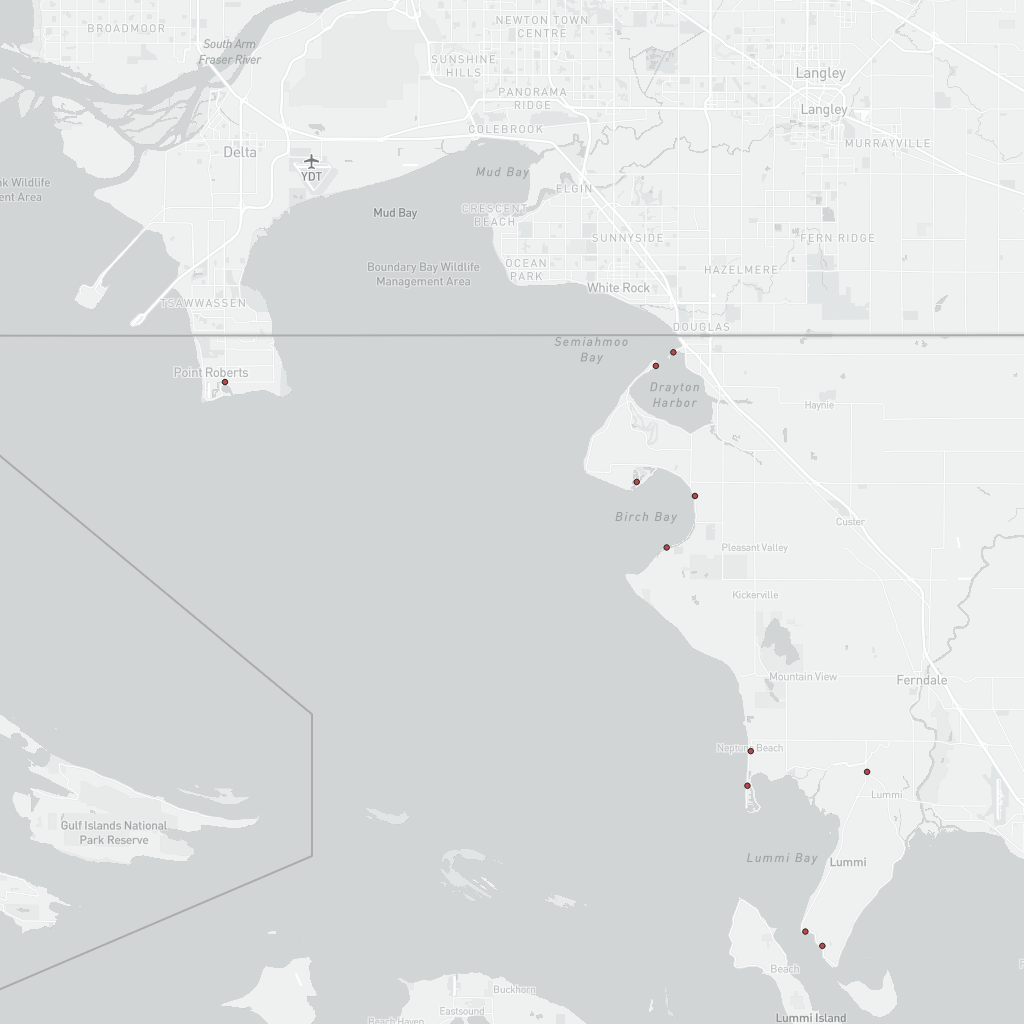 BROADMOOR
NEWTON TOWN
CENTRE
South Arm
Fraser River
SUNSHINE
HILLS
Langley
PANORAMA
RIDGE
Langley
COLEBROOK
MURRAYVILLE
Delta
YDT
Mud Bay
Wildlife
ent Area
ELGIN
Mud Bay
CRESCENT
BEACH
SUNNYSIDE
FERN RIDGE
OCEAN
PARK
Boundary Bay Wildlife
Management Area
HAZELMERE
White Rock
TSAWWASSEN
DOUGLAS
Semiahmoo
Bay
Point Roberts
Drayton
Harbor
Haynie
Birch Bay
Custer
Pleasant Valley
Kickerville
Mountain View
Ferndale
Neptune Beach
Lummi
Gulf Islands National
Park Reserve
Lummi Bay
Lummi
Beach
Buckhorn
Eastsound
Beach Haven
Lummi Island